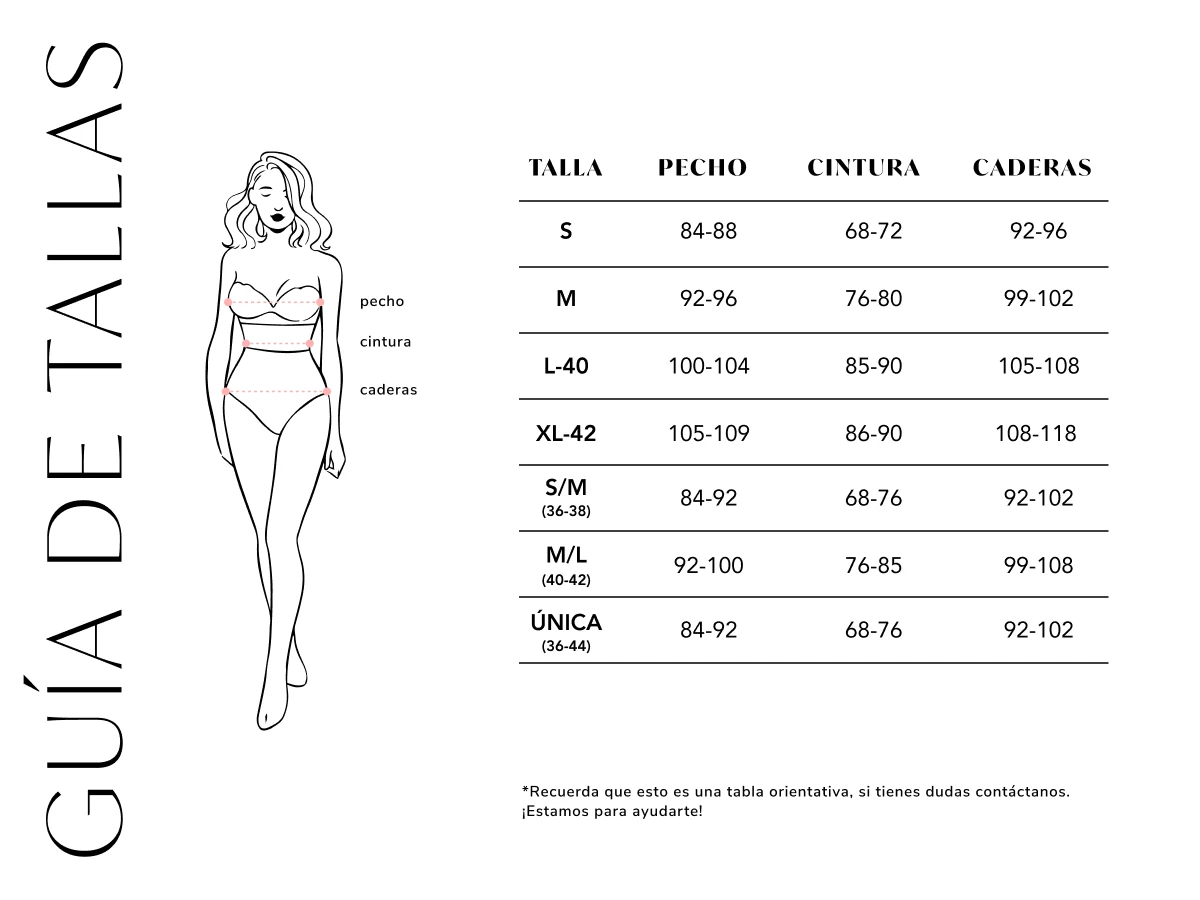 GUÍA DE TALLAS
pecho
cintura
caderas
TALLA PECHO CINTURA CADERAS
S 84-88 68-72 92-96
M 92-96 76-80 99-102
L-40 100-104 85-90 105-108
XL-42 105-109 86-90 108-118
S/M 84-92 68-76 92-102
(36-38)
M/L 92-100 76-85 99-108
(40-42)
ÚNICA 84-92 68-76 92-102
(36-44)
*Recuerda que esto es una tabla orientativa, si tienes dudas contáctanos.
¡Estamos para ayudarte!